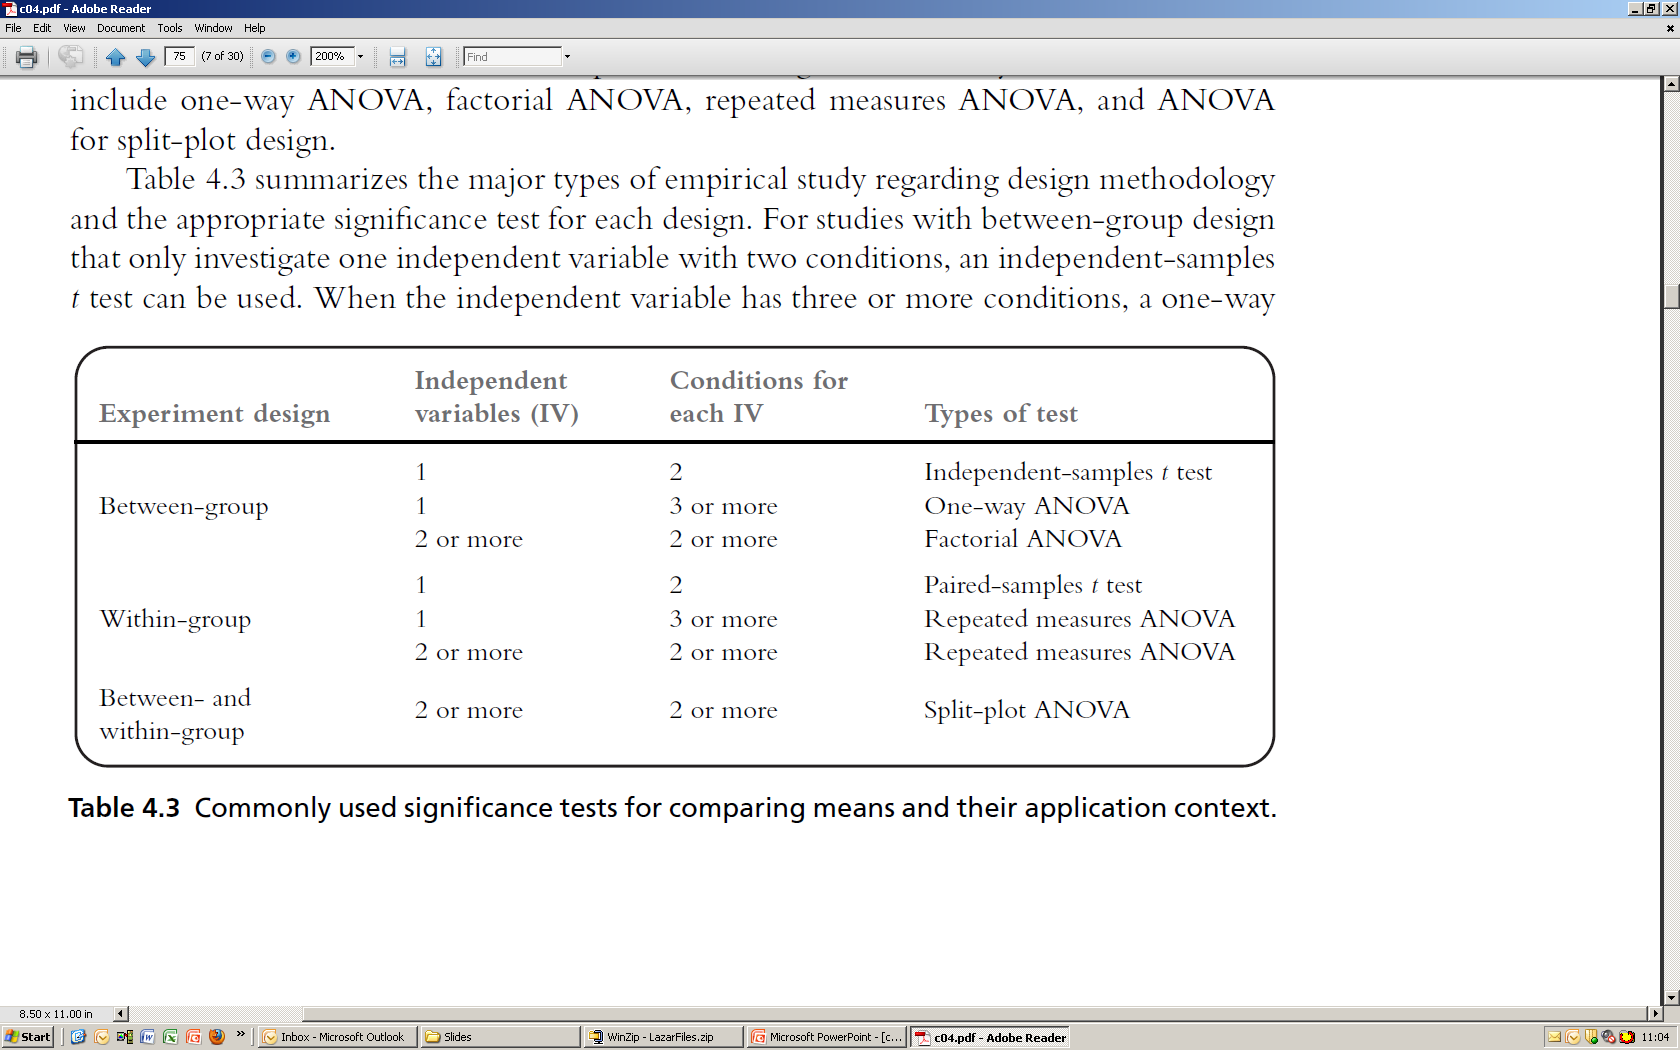 c04.pdf - Adobe Reader
File Edit View Document Tools Window Help
75 (7 of 30) 200% Find
include one-way ANOVA, factorial ANOVA, repeated measures ANOVA, and ANOVA
for split-plot design.
Table 4.3 summarizes the major types of empirical study regarding design methodology
and the appropriate significance test for each design. For studies with between-group design
that only investigate one independent variable with two conditions, an independent-samples
t test can be used. When the independent variable has three or more conditions, a one-way
Independent Conditions for
Experiment design variables (IV) each IV Types of test
1 2 Independent-samples t test
Between-group 1 3 or more One-way ANOVA
2 or more 2 or more Factorial ANOVA
1 2 Paired-samples t test
Within-group 1 3 or more Repeated measures ANOVA
2 or more 2 or more Repeated measures ANOVA
Between- and
2 or more 2 or more Split-plot ANOVA
within-group
Table 4.3 Commonly used significance tests for comparing means and their application context.
8.50 x 11.00 in
Start » Inbox - Microsoft Outlook Slides WinZip - LazarFiles.zip Microsoft PowerPoint - [c... c04.pdf - Adobe Reader 11:04